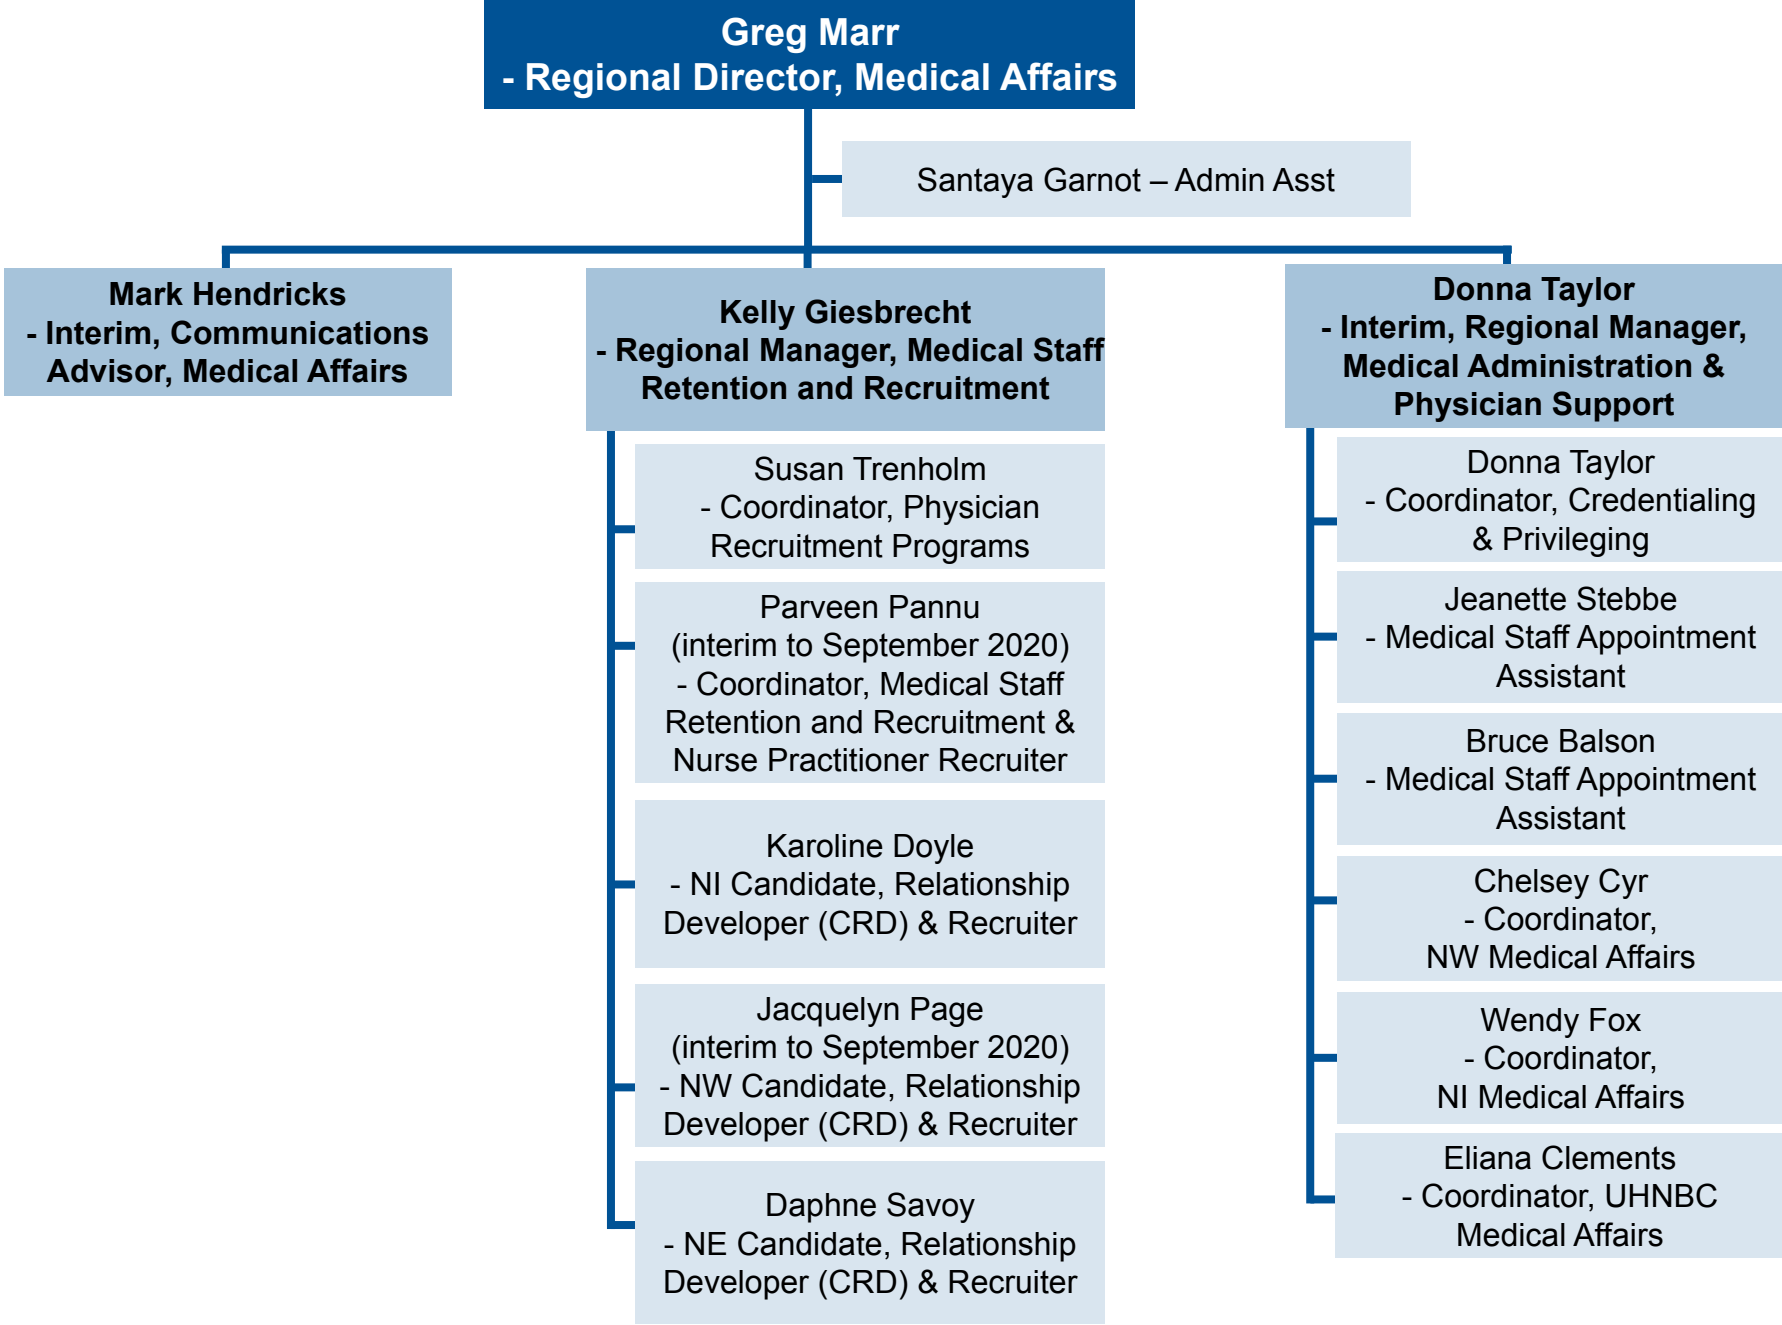 Greg Marr
- Regional Director, Medical Affairs
Santaya Garnot – Admin Asst
Mark Hendricks
- Interim, Communications
Advisor, Medical Affairs
Kelly Giesbrecht
- Regional Manager, Medical Staff
Retention and Recruitment
Susan Trenholm
- Coordinator, Physician
Recruitment Programs
Parveen Pannu
(interim to September 2020)
- Coordinator, Medical Staff
Retention and Recruitment &
Nurse Practitioner Recruiter
Karoline Doyle
- NI Candidate, Relationship
Developer (CRD) & Recruiter
Jacquelyn Page
(interim to September 2020)
- NW Candidate, Relationship
Developer (CRD) & Recruiter
Daphne Savoy
- NE Candidate, Relationship
Developer (CRD) & Recruiter
Donna Taylor
- Interim, Regional Manager,
Medical Administration &
Physician Support
Donna Taylor
- Coordinator, Credentialing
& Privileging
Jeanette Stebbe
- Medical Staff Appointment
Assistant
Bruce Balson
- Medical Staff Appointment
Assistant
Chelsey Cyr
- Coordinator,
NW Medical Affairs
Wendy Fox
- Coordinator,
NI Medical Affairs
Eliana Clements
- Coordinator, UHNBC
Medical Affairs